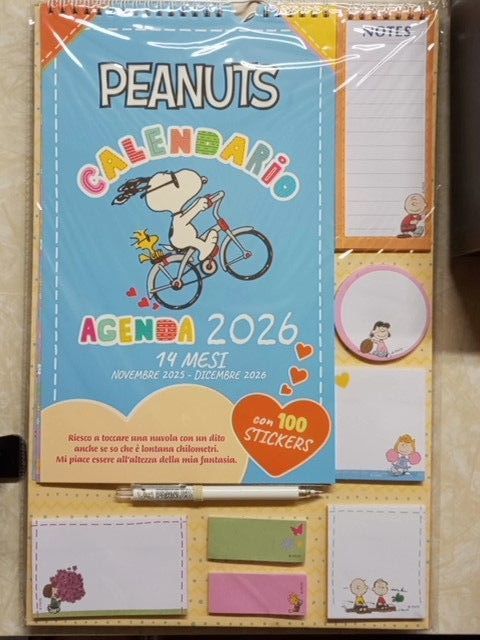 PEANUTS
NOTES
CALENDARIO
AGENDA 2026
14 MESI
NOVEMBRE 2025 - DICEMBRE 2026
con 100
STICKERS
Riesco a toccare una nuvola con un dito
anche se so che è lontana chilometri.
Mi piace essere all'altezza della mia fantasia.